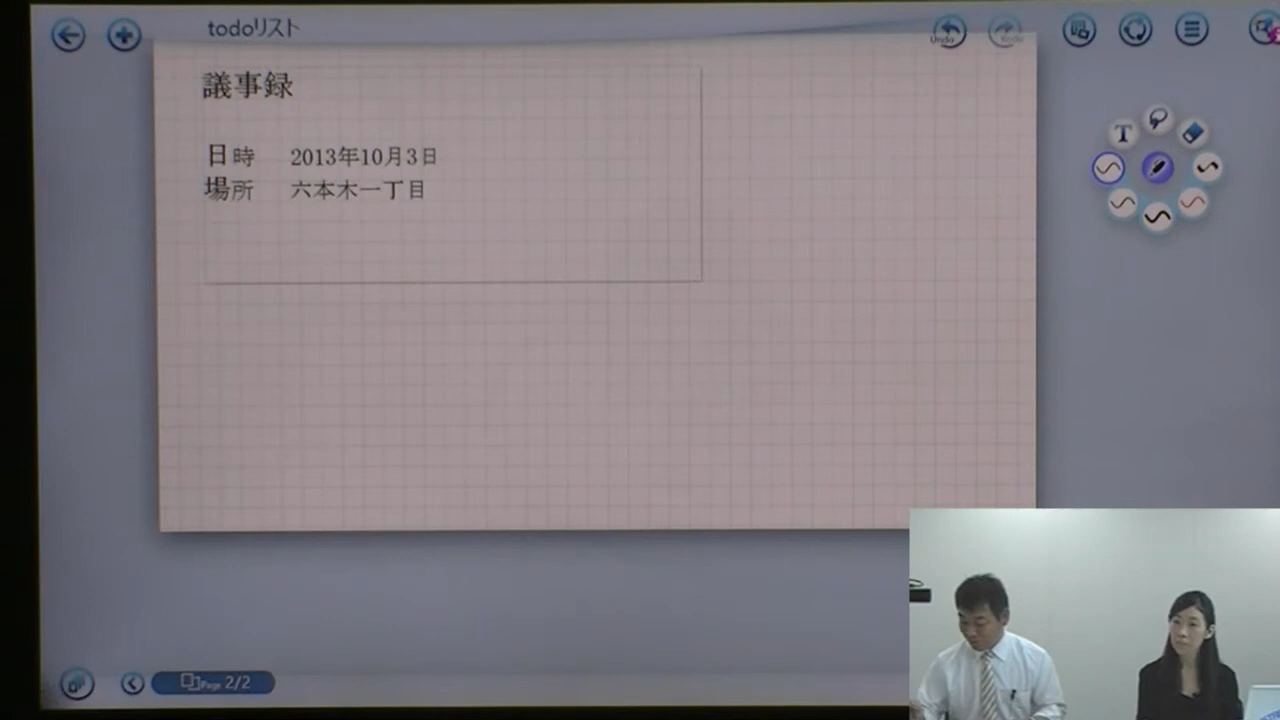 todoリスト
Undo
Redo
議事録
日時 2013年10月3日
場所 六本木一丁目
T
Page 2/2